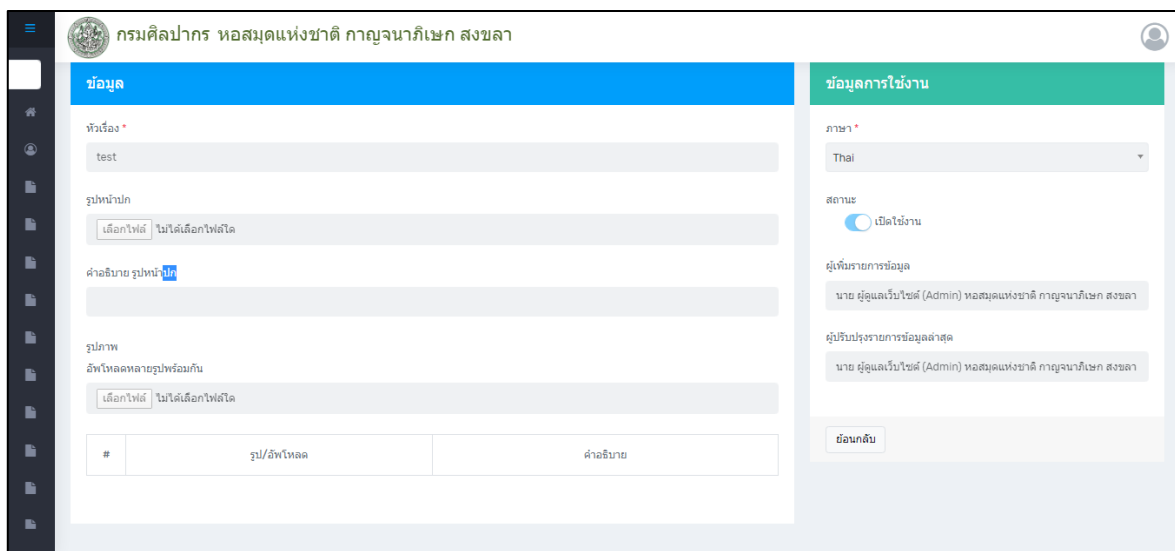 กรมศิลปากร หอสมุดแห่งชาติ กาญจนาภิเษก สงขลา
ข้อมูล
หัวเรื่อง *
test
รูปหน้าปก
เลือกไฟล์ ไม่ได้เลือกไฟล์ใด
คำอธิบาย รูปหน้าปก
รูปภาพ
อัพโหลดหลายรูปพร้อมกัน
เลือกไฟล์ ไม่ได้เลือกไฟล์ใด
# รูป/อัพโหลด คำอธิบาย
ข้อมูลการใช้งาน
ภาษา *
Thai
สถานะ
เปิดใช้งาน
ผู้เพิ่มรายการข้อมูล
นาย ผู้ดูแลเว็บไซต์ (Admin) หอสมุดแห่งชาติ กาญจนาภิเษก สงขลา
ผู้ปรับปรุงรายการข้อมูลล่าสุด
นาย ผู้ดูแลเว็บไซต์ (Admin) หอสมุดแห่งชาติ กาญจนาภิเษก สงขลา
ย้อนกลับ